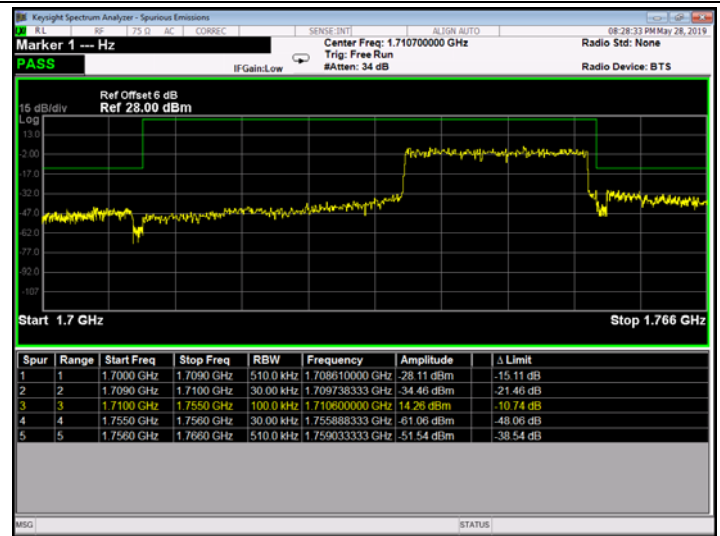 Keysight Spectrum Analyzer - Spurious Emissions
RL RF 75 Ω AC CORREC SENSE:INT ALIGN AUTO 08:28:33 PM May 28, 2019
Marker 1 --- Hz Center Freq: 1.710700000 GHz Radio Std: None
Trig: Free Run
PASS IFGain:Low #Atten: 34 dB Radio Device: BTS
Ref Offset 6 dB
15 dB/div Ref 28.00 dBm
Log
13.0
-2.00
-17.0
-32.0
-47.0
-62.0
-77.0
-92.0
-107
Start 1.7 GHz Stop 1.766 GHz
Spur Range Start Freq Stop Freq RBW Frequency Amplitude Δ Limit
1 1 1.7000 GHz 1.7090 GHz 510.0 kHz 1.708610000 GHz -28.11 dBm -15.11 dB
2 2 1.7090 GHz 1.7100 GHz 30.00 kHz 1.709738333 GHz -34.46 dBm -21.46 dB
3 3 1.7100 GHz 1.7550 GHz 100.0 kHz 1.710600000 GHz 14.26 dBm -10.74 dB
4 4 1.7550 GHz 1.7560 GHz 30.00 kHz 1.755888333 GHz -61.06 dBm -48.06 dB
5 5 1.7560 GHz 1.7660 GHz 510.0 kHz 1.759033333 GHz -51.54 dBm -38.54 dB
MSG STATUS